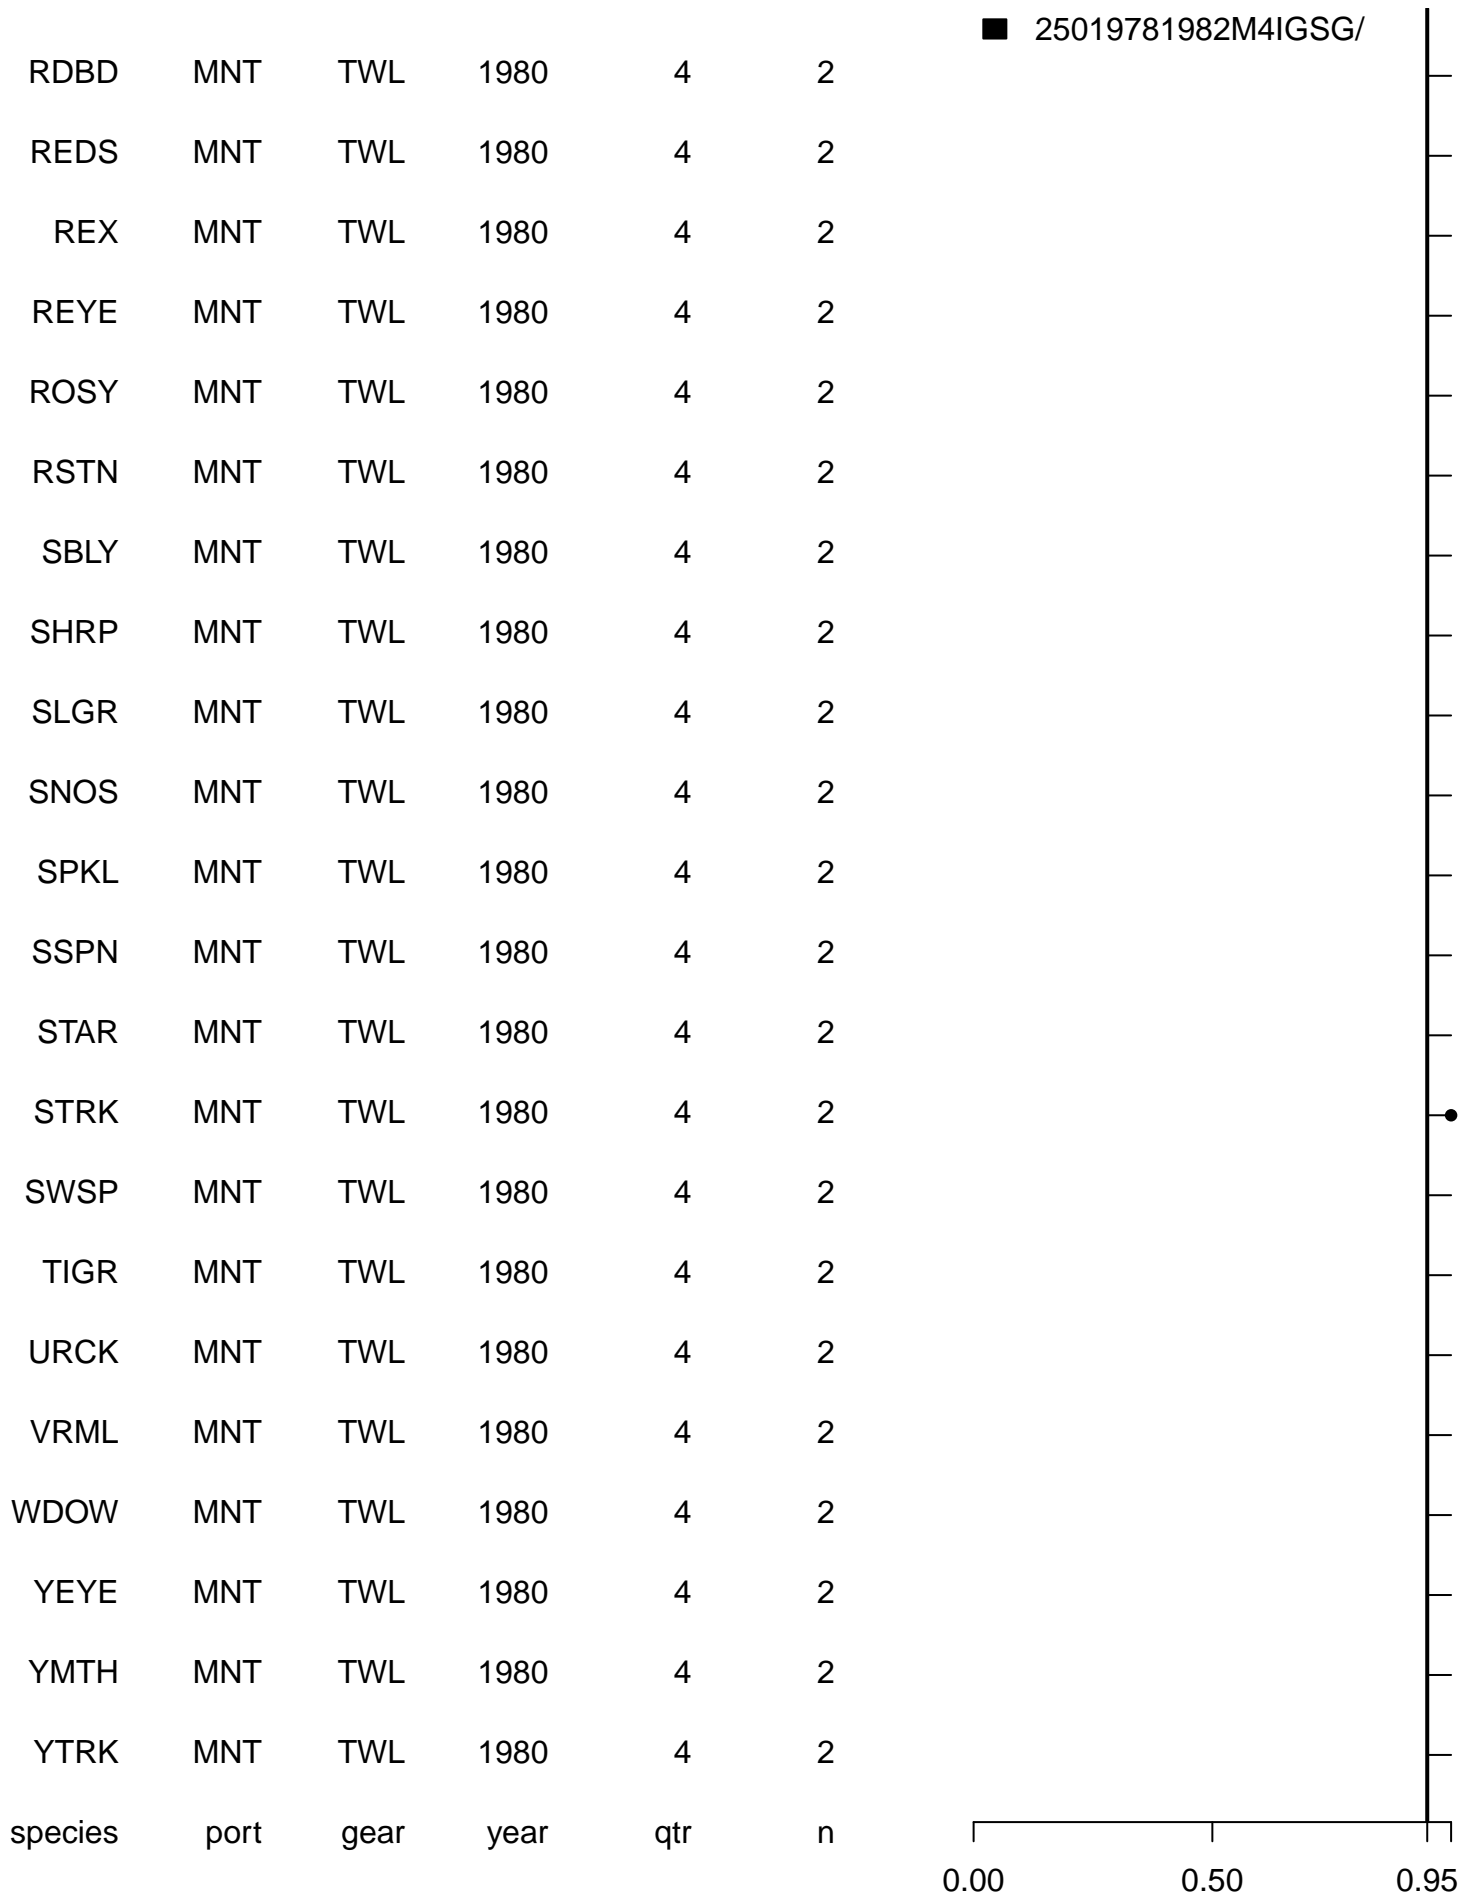 25019781982M4IGSG/
RDBD MNT TWL 1980 4 2
REDS MNT TWL 1980 4 2
REX MNT TWL 1980 4 2
REYE MNT TWL 1980 4 2
ROSY MNT TWL 1980 4 2
RSTN MNT TWL 1980 4 2
SBLY MNT TWL 1980 4 2
SHRP MNT TWL 1980 4 2
SLGR MNT TWL 1980 4 2
SNOS MNT TWL 1980 4 2
SPKL MNT TWL 1980 4 2
SSPN MNT TWL 1980 4 2
STAR MNT TWL 1980 4 2
STRK MNT TWL 1980 4 2
SWSP MNT TWL 1980 4 2
TIGR MNT TWL 1980 4 2
URCK MNT TWL 1980 4 2
VRML MNT TWL 1980 4 2
WDOW MNT TWL 1980 4 2
YEYE MNT TWL 1980 4 2
YMTH MNT TWL 1980 4 2
YTRK MNT TWL 1980 4 2
species port gear year qtr n
0.00 0.50 0.95